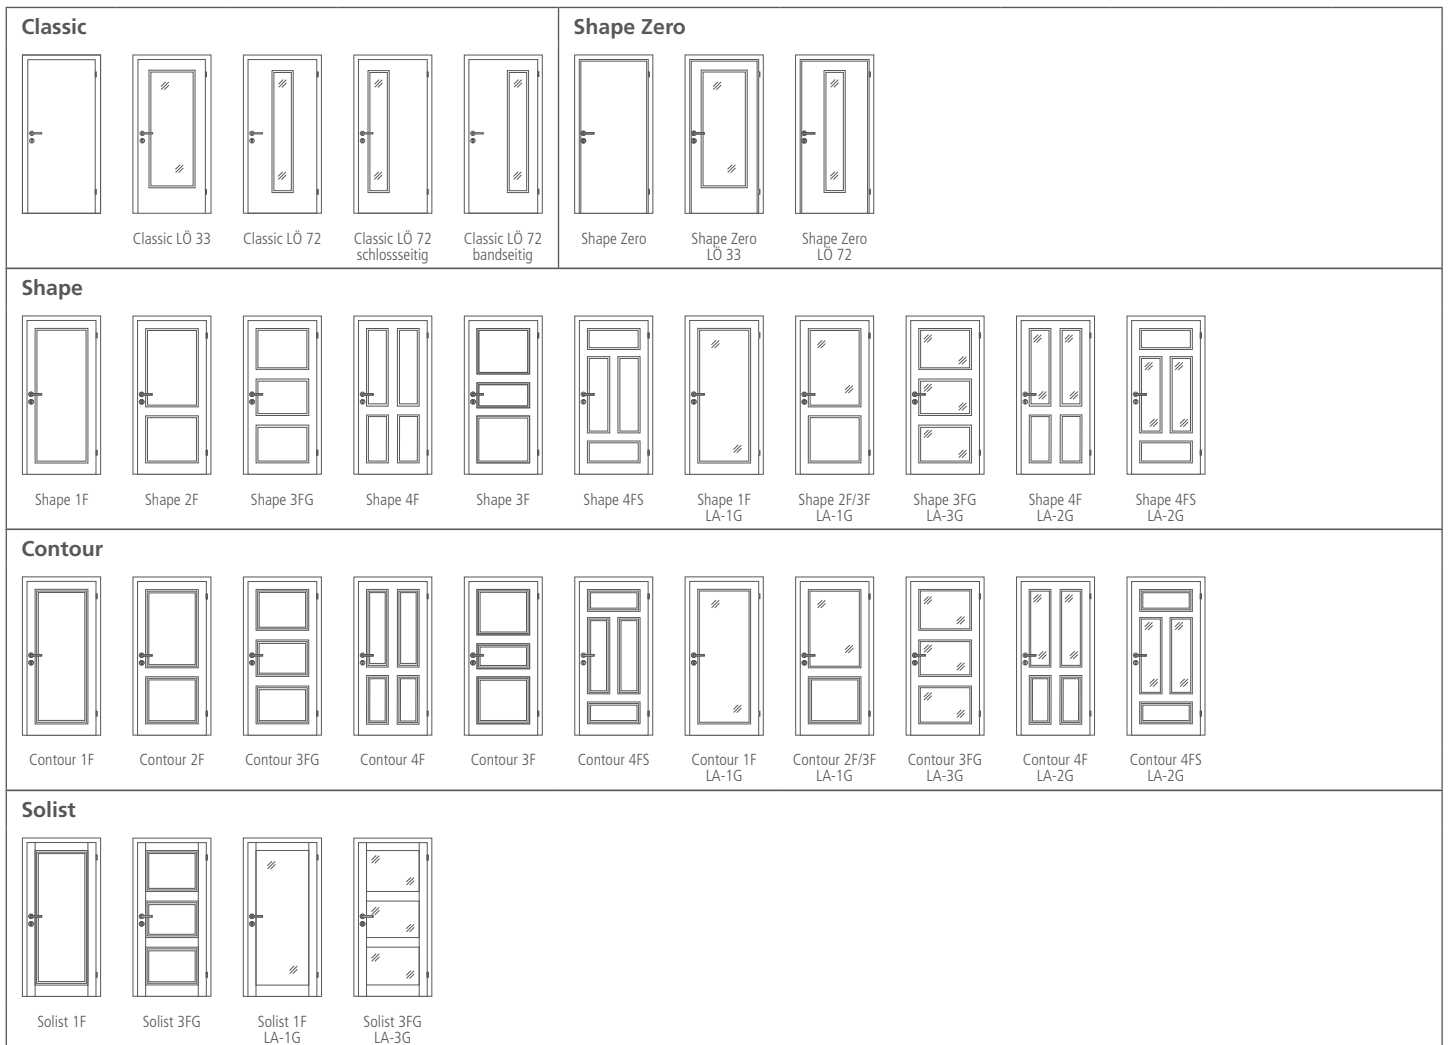 Classic
Classic LÖ 33
Classic LÖ 72
Classic LÖ 72
schlossseitig
Classic LÖ 72
bandseitig
Shape Zero
Shape Zero
Shape Zero
LÖ 33
Shape Zero
LÖ 72
Shape
Shape 1F
Shape 2F
Shape 3FG
Shape 4F
Shape 3F
Shape 4FS
Shape 1F
LA-1G
Shape 2F/3F
LA-1G
Shape 3FG
LA-3G
Shape 4F
LA-2G
Shape 4FS
LA-2G
Contour
Contour 1F
Contour 2F
Contour 3FG
Contour 4F
Contour 3F
Contour 4FS
Contour 1F
LA-1G
Contour 2F/3F
LA-1G
Contour 3FG
LA-3G
Contour 4F
LA-2G
Contour 4FS
LA-2G
Solist
Solist 1F
Solist 3FG
Solist 1F
LA-1G
Solist 3FG
LA-3G